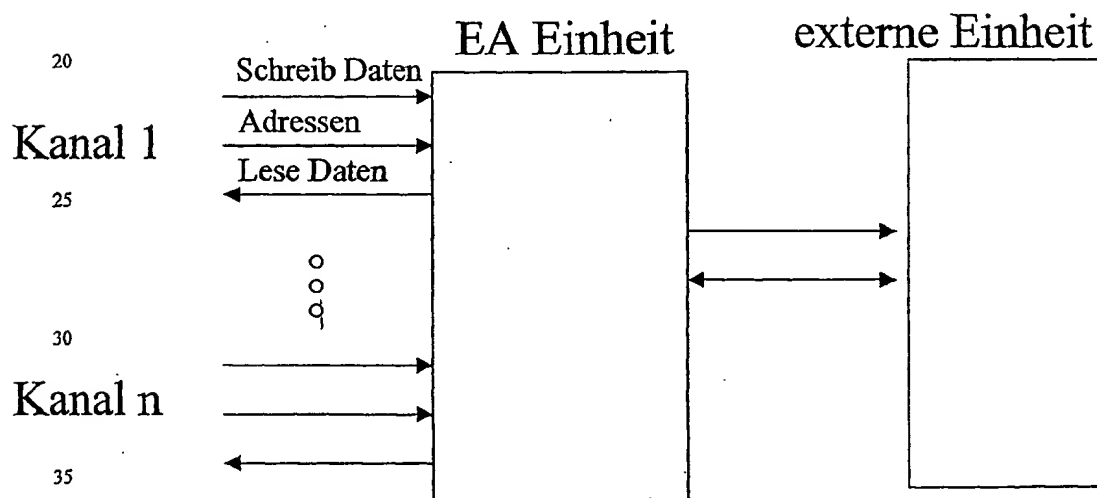 EA Einheit
externe Einheit
20
Schreib Daten
Adressen
Kanal 1
Lese Daten
25
30
Kanal n
35